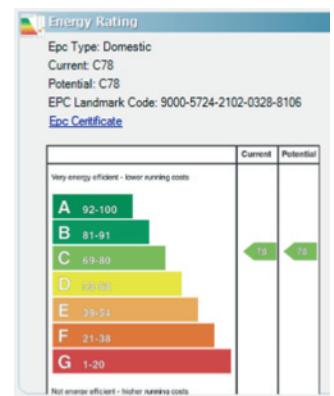 Energy Rating
Epc Type: Domestic
Current: C78
Potential: C78
EPC Landmark Code: 9000-5724-2102-0328-8106
Epc Certificate
Current Potential
Very energy efficient - lower running costs
A 92-100
B 81-91
C 69-80
78 78
D
E 39-54
F 21-38
G 1-20
Not energy efficient - higher running costs